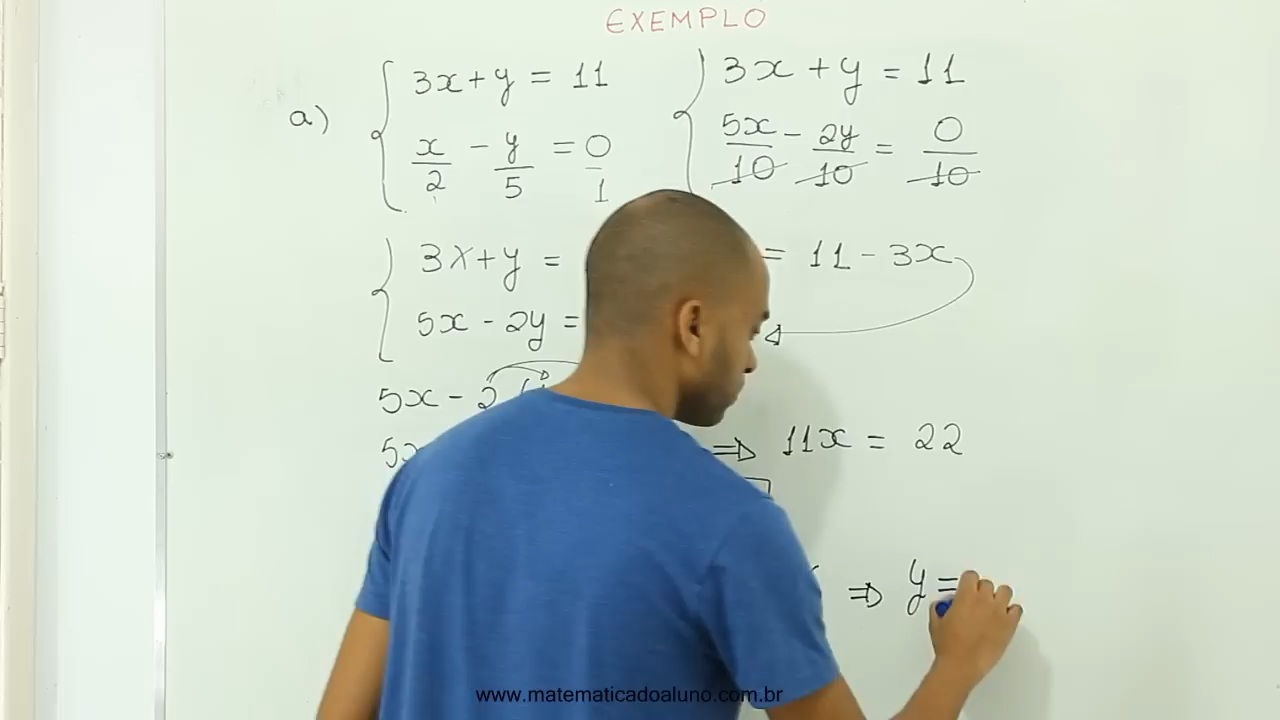 EXEMPLO
a) { 3x + y = 11
x/2 - y/5 = 0/1
{ 3x + y = 11
5x/10 - 2y/10 = 0/10
{ 3x + y =
= 11 - 3x
5x - 2y =
5x - 2
5x
⇒ 11x = 22
⇒ y =
www.matematicadoaluno.com.br